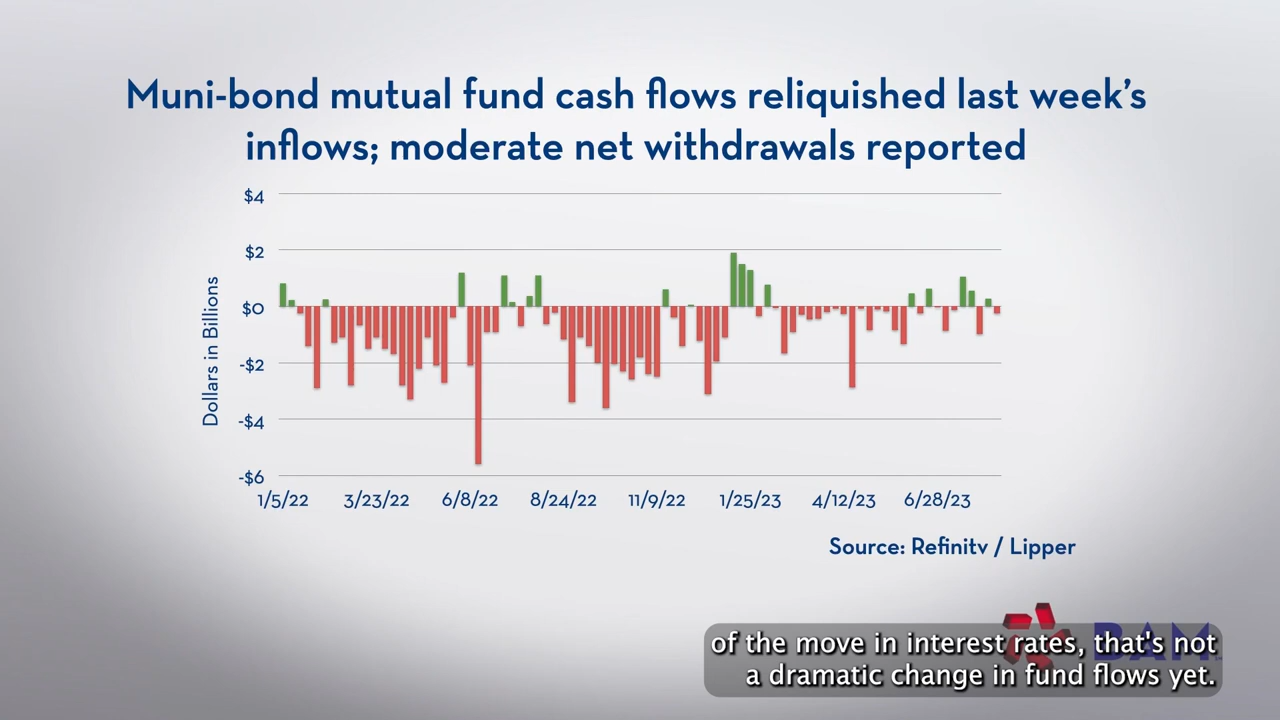 Muni-bond mutual fund cash flows reliquished last week's
inflows; moderate net withdrawals reported
Dollars in Billions
$4
$2
$0
-$2
-$4
-$6
1/5/22 3/23/22 6/8/22 8/24/22 11/9/22 1/25/23 4/12/23 6/28/23
Source: Refinitv / Lipper
BAM
of the move in interest rates, that's not
a dramatic change in fund flows yet.